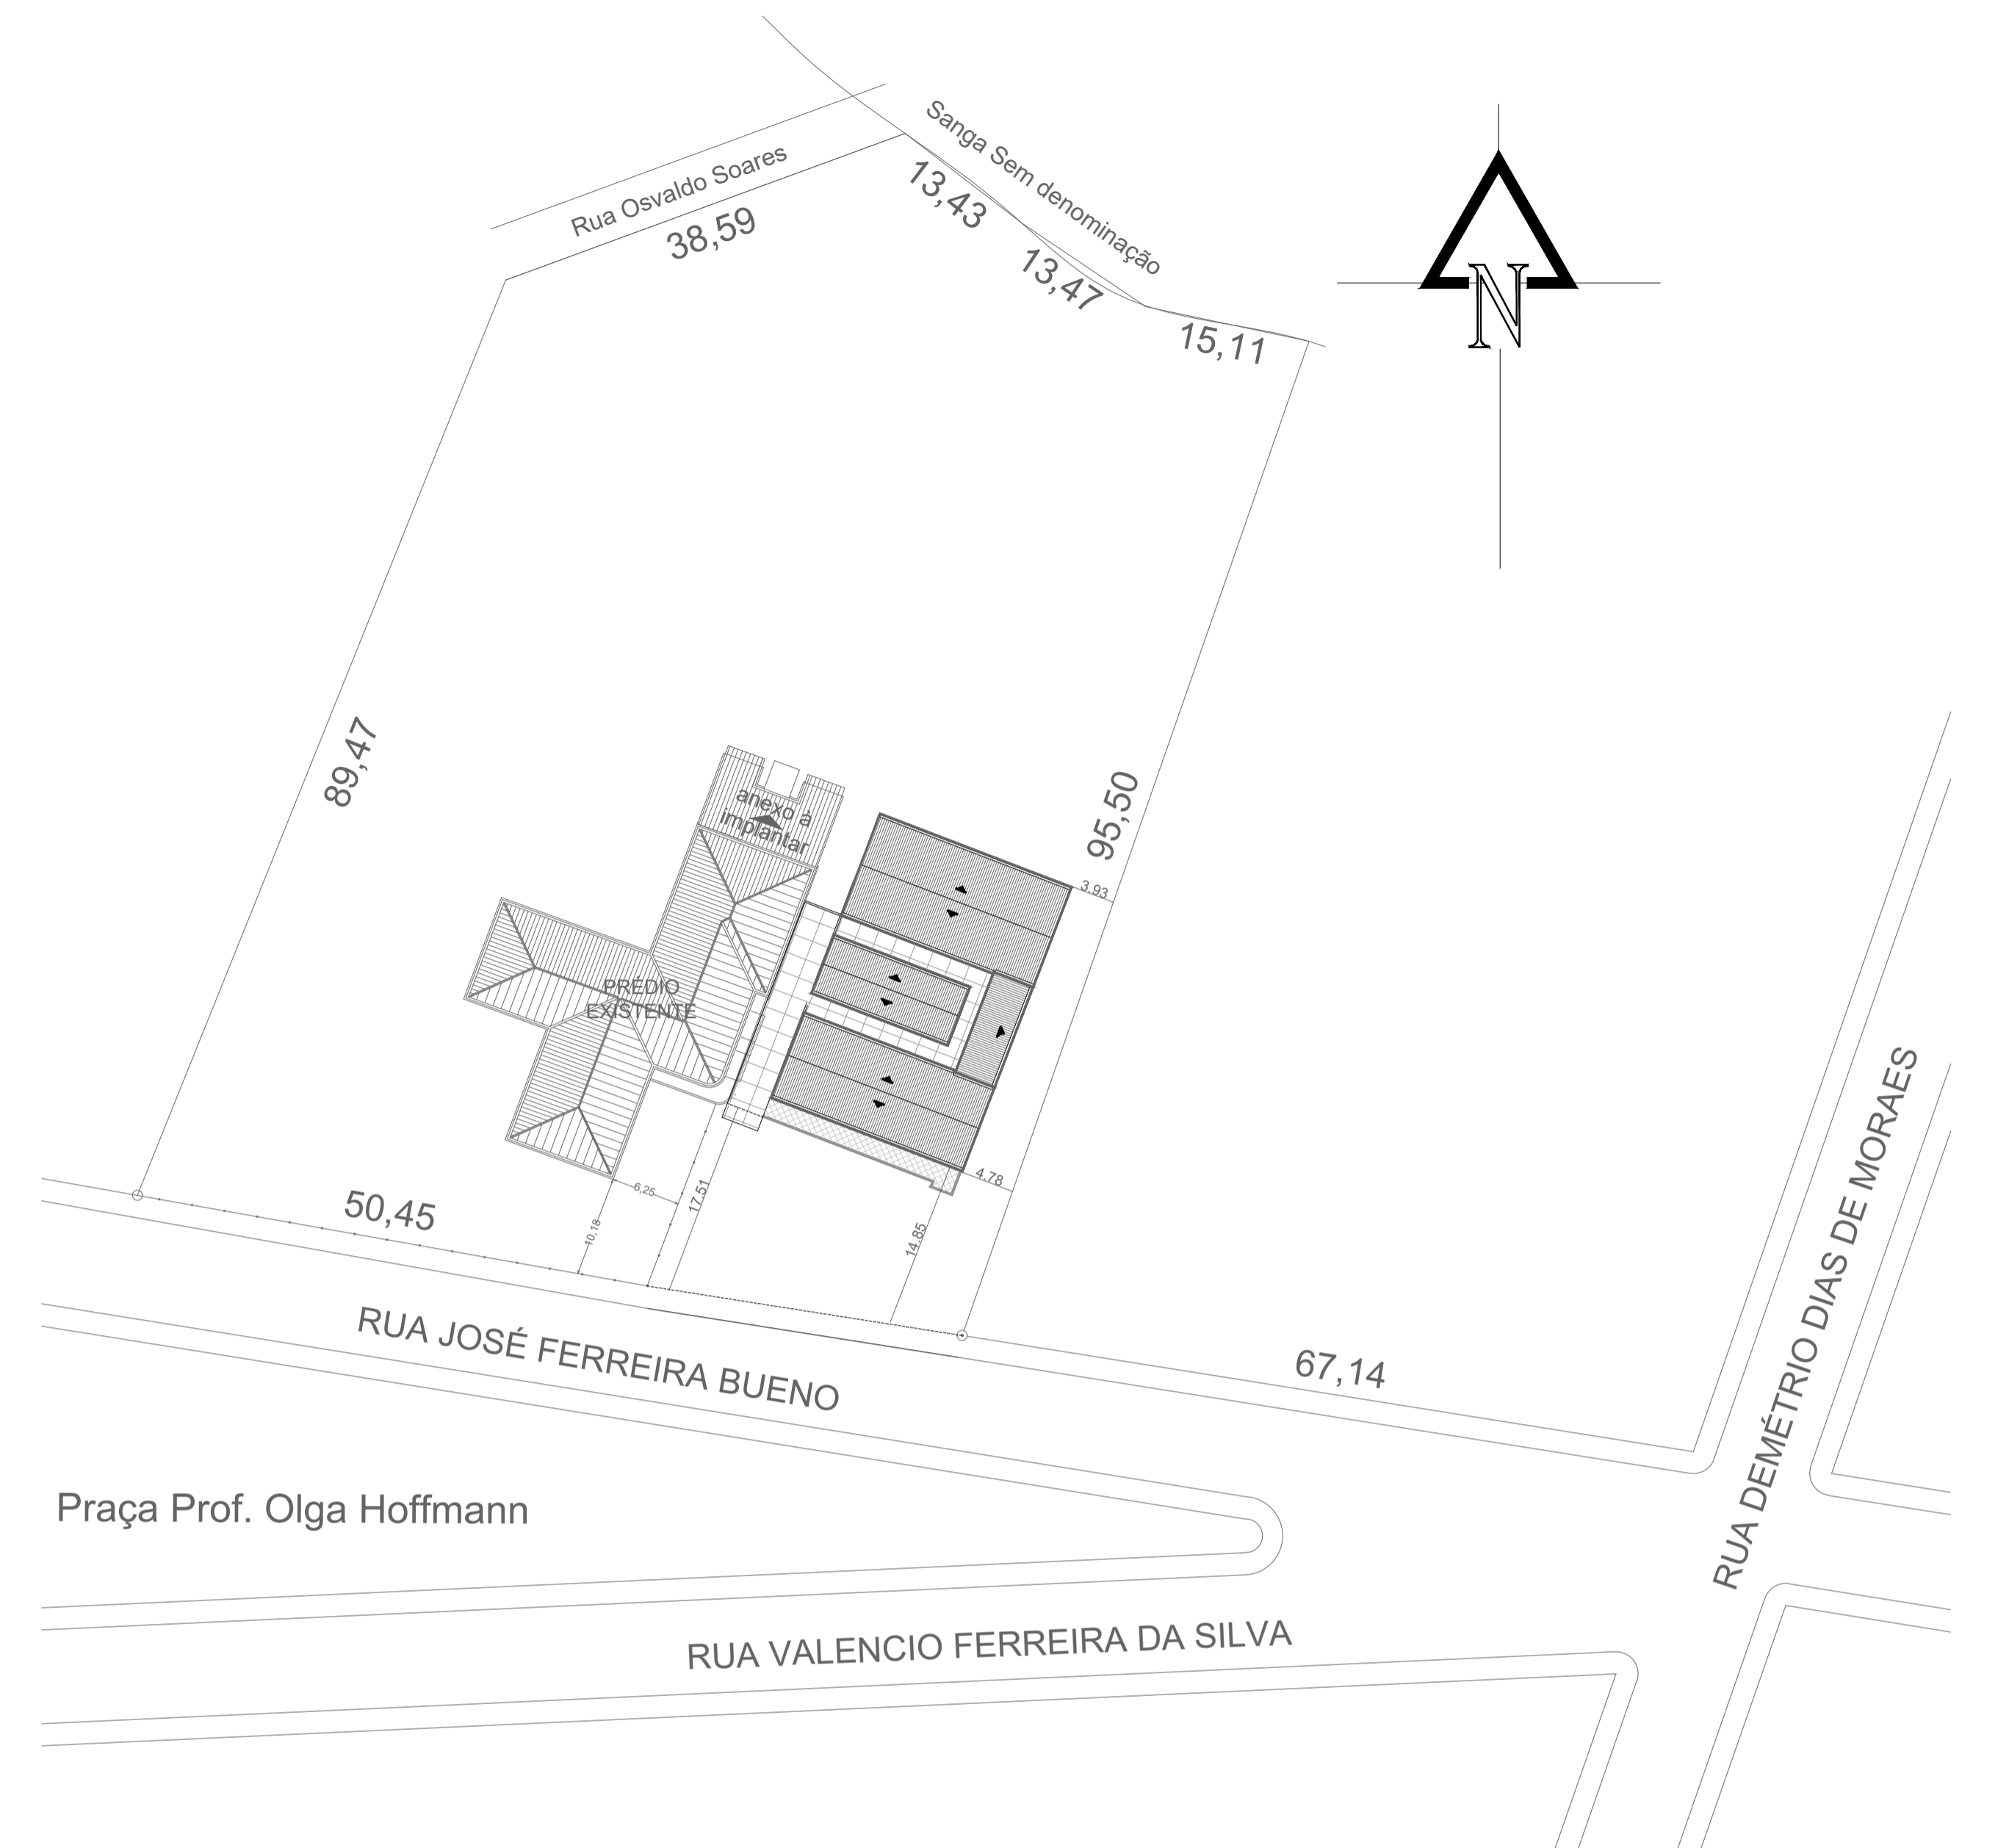 Sanga Sem denominação
Rua Osvaldo Soares
38,59
13,43
13,47
15,11
N
89,47
95,50
anexo à
implantar
3,93
PRÉDIO
EXISTENTE
4,78
6,25
17,51
10,18
14,85
50,45
RUA JOSÉ FERREIRA BUENO
67,14
RUA DEMÉTRIO DIAS DE MORAES
Praça Prof. Olga Hoffmann
RUA VALENCIO FERREIRA DA SILVA